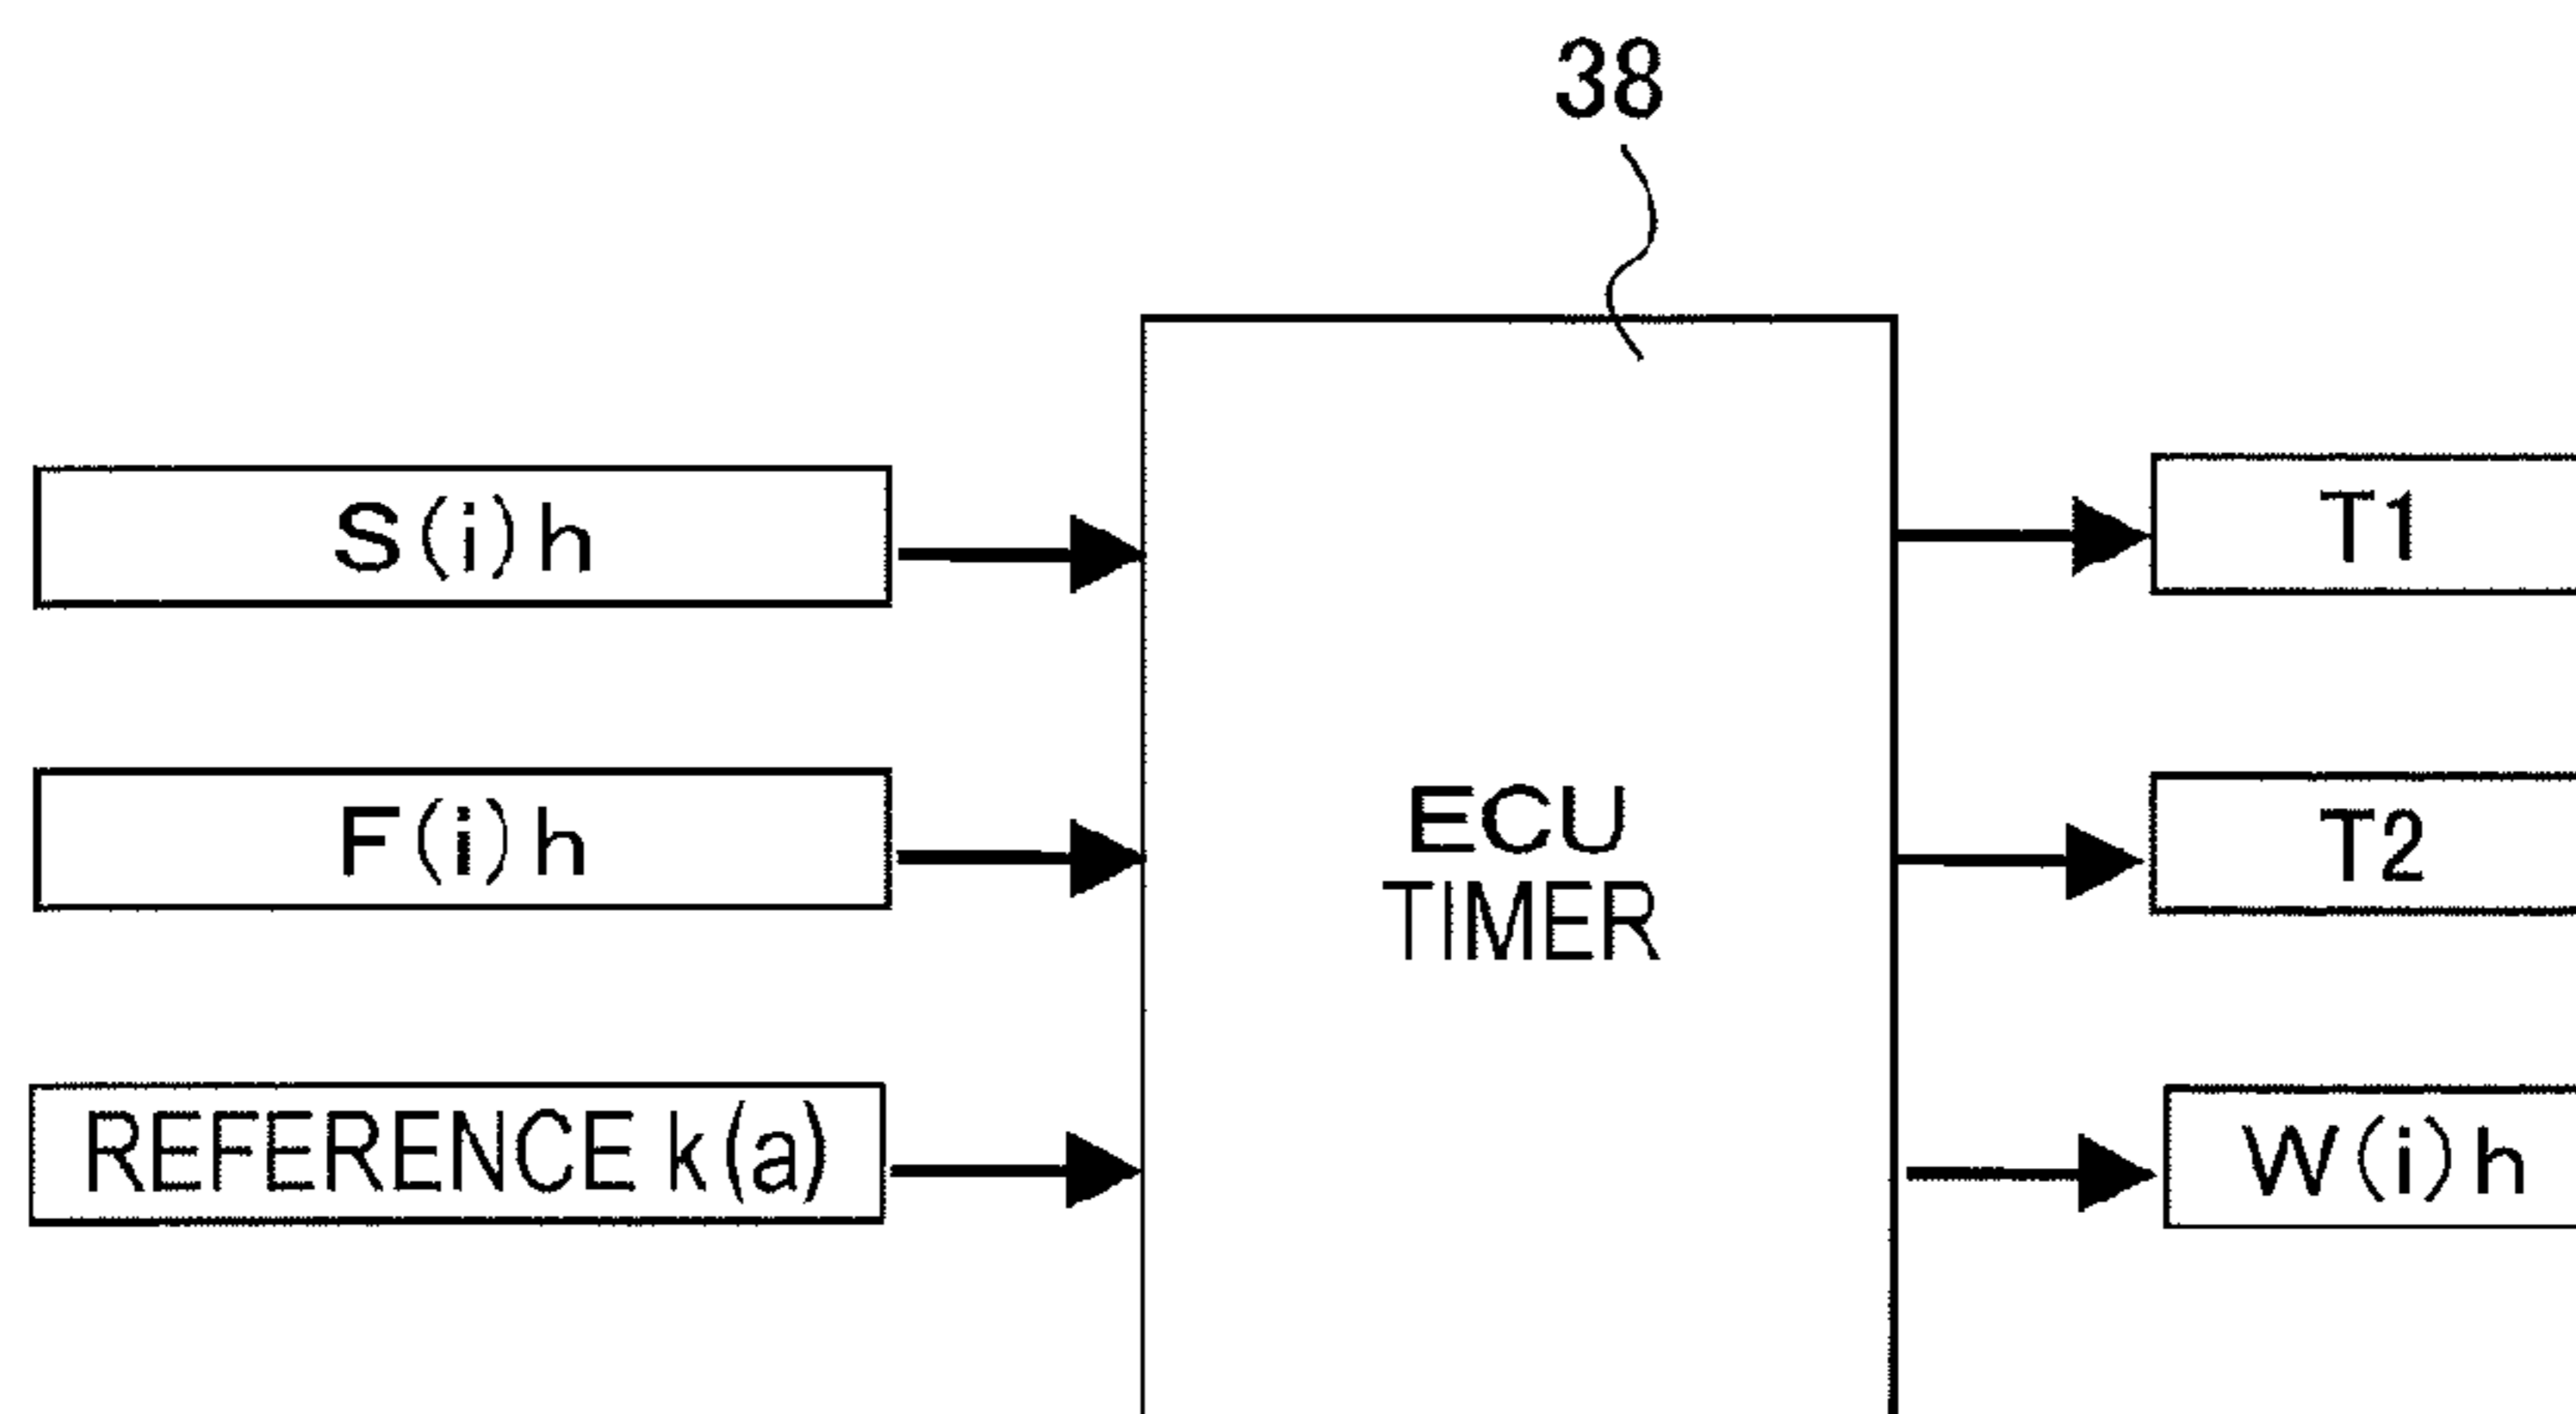 38
S(i)h
F(i)h
REFERENCE k(a)
ECU
TIMER
T1
T2
W(i)h